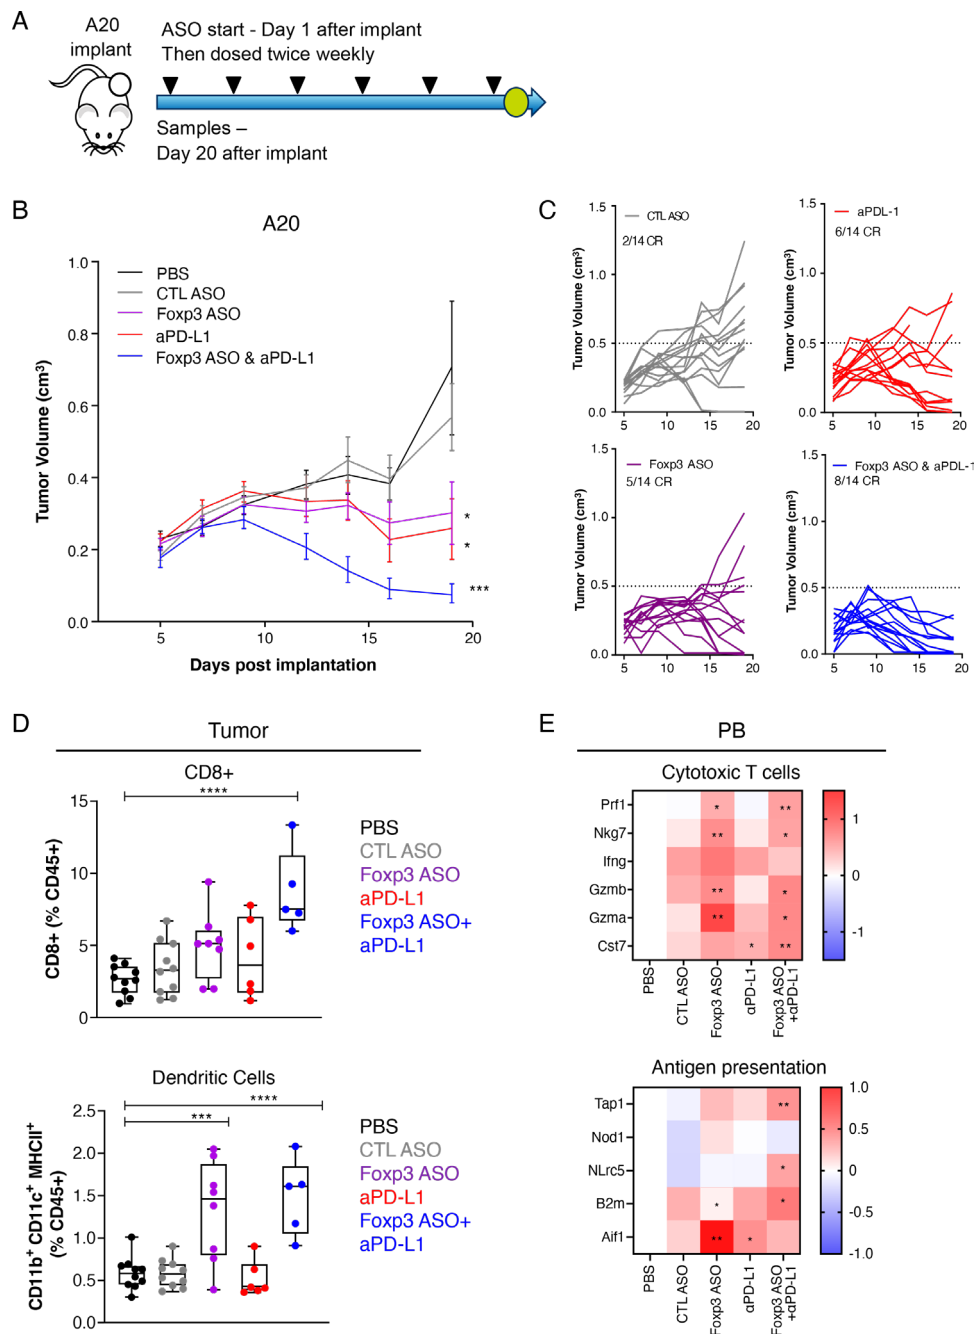 A
A20
implant
ASO start - Day 1 after implant
Then dosed twice weekly
Samples –
Day 20 after implant
B
A20
PBS
CTL ASO
Foxp3 ASO
aPD-L1
Foxp3 ASO & aPD-L1
1.0
0.8
0.6
0.4
0.2
0.0
Tumor Volume (cm³)
*
*
***
5
10
15
20
Days post implantation
C
1.5
1.0
0.5
0.0
Tumor Volume (cm³)
CTL ASO
2/14 CR
5
10
15
20
1.5
1.0
0.5
0.0
Tumor Volume (cm³)
aPDL-1
6/14 CR
5
10
15
20
1.5
1.0
0.5
0.0
Tumor Volume (cm³)
Foxp3 ASO
5/14 CR
5
10
15
20
1.5
1.0
0.5
0.0
Tumor Volume (cm³)
Foxp3 ASO & aPDL-1
8/14 CR
5
10
15
20
D
Tumor
CD8+
****
15
10
5
0
CD8+ (% CD45+)
PBS
CTL ASO
Foxp3 ASO
aPD-L1
Foxp3 ASO+
aPD-L1
Dendritic Cells
****
***
2.5
2.0
1.5
1.0
0.5
0.0
CD11b⁺ CD11c⁺ MHCII⁺
(% CD45+)
PBS
CTL ASO
Foxp3 ASO
aPD-L1
Foxp3 ASO+
aPD-L1
E
PB
Cytotoxic T cells
Prf1 * **
Nkg7 ** *
Ifng
Gzmb ** *
Gzma ** *
Cst7 * **
1
0
-1
PBS
CTL ASO
Foxp3 ASO
αPD-L1
Foxp3 ASO
+αPD-L1
Antigen presentation
Tap1 **
Nod1
NLrc5 *
B2m * *
Aif1 ** *
1.0
0.5
0
-0.5
-1.0
PBS
CTL ASO
Foxp3 ASO
αPD-L1
Foxp3 ASO
+αPD-L1